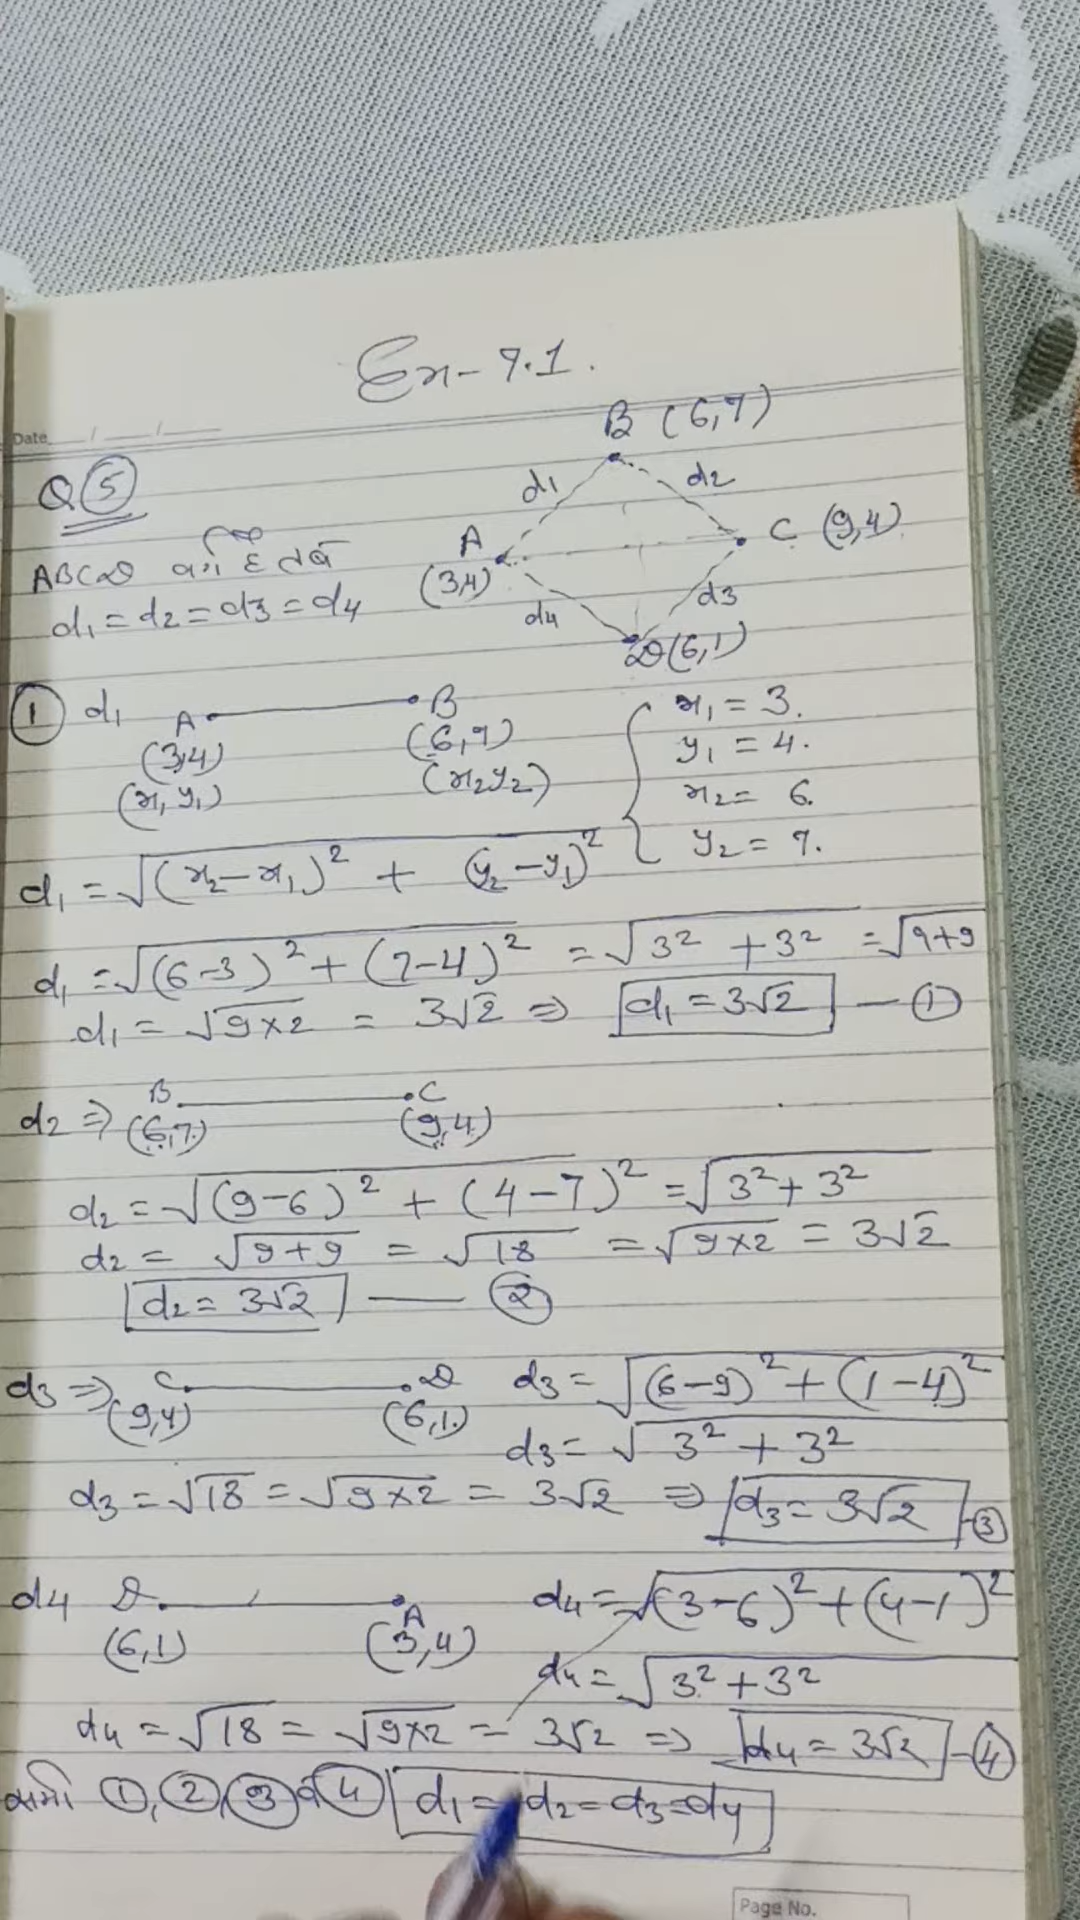 Ex-7.1.
Date
Q 5
B (6,7)
d1
d2
A
(3,4)
C (9,4)
d4
d3
D(6,1)
ABCD वर्ग है तब
d1 = d2 = d3 = d4
① d1 A B
(3,4) (6,7)
(x1 y1) (x2 y2)
x1 = 3.
y1 = 4.
x2 = 6.
y2 = 7.
d1 = √(x2-x1)² + (y2-y1)²
d1 = √(6-3)² + (7-4)² = √3² + 3² = √9+9
d1 = √9×2 = 3√2 ⇒ d1 = 3√2 — ①
d2 ⇒ B C
(6,7) (9,4)
d2 = √(9-6)² + (4-7)² = √3² + 3²
d2 = √9+9 = √18 = √9×2 = 3√2
d2 = 3√2 — ②
d3 ⇒ C D d3 = √(6-9)² + (1-4)²
(9,4) (6,1)
d3 = √3² + 3²
d3 = √18 = √9×2 = 3√2 ⇒ d3 = 3√2 -③
d4 D A d4 = √(3-6)² + (4-1)²
(6,1) (3,4)
d4 = √3² + 3²
d4 = √18 = √9×2 = 3√2 ⇒ d4 = 3√2 -④
①, ②, ③ व ④ d1 = d2 = d3 = d4
Page No.